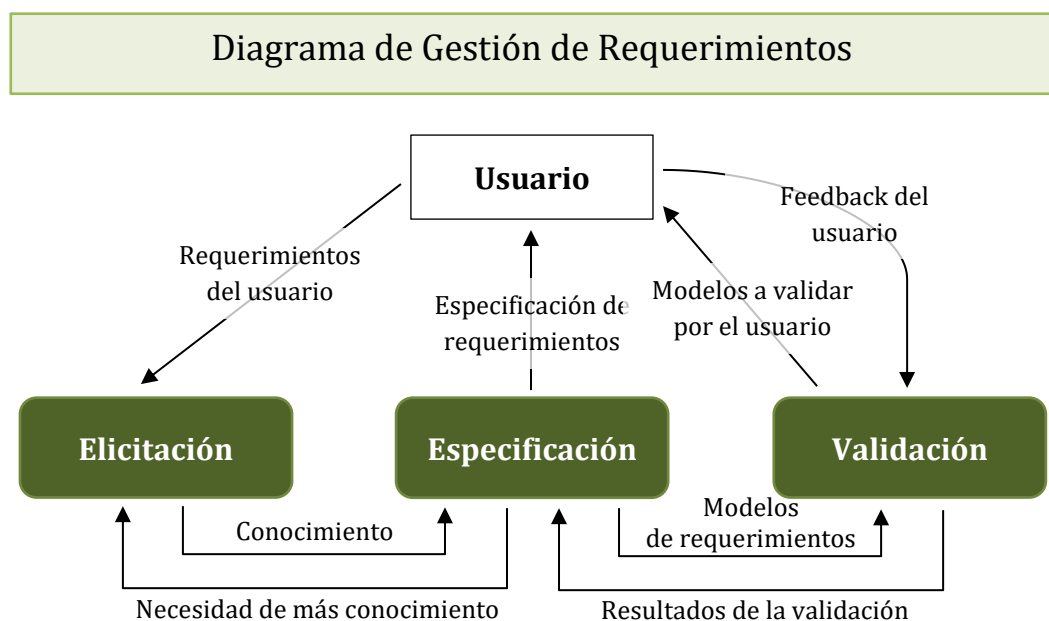 Diagrama de Gestión de Requerimientos
Usuario
Feedback del
usuario
Requerimientos
del usuario
Especificación de
requerimientos
Modelos a validar
por el usuario
Elicitación
Especificación
Validación
Conocimiento
Modelos
de requerimientos
Necesidad de más conocimiento
Resultados de la validación